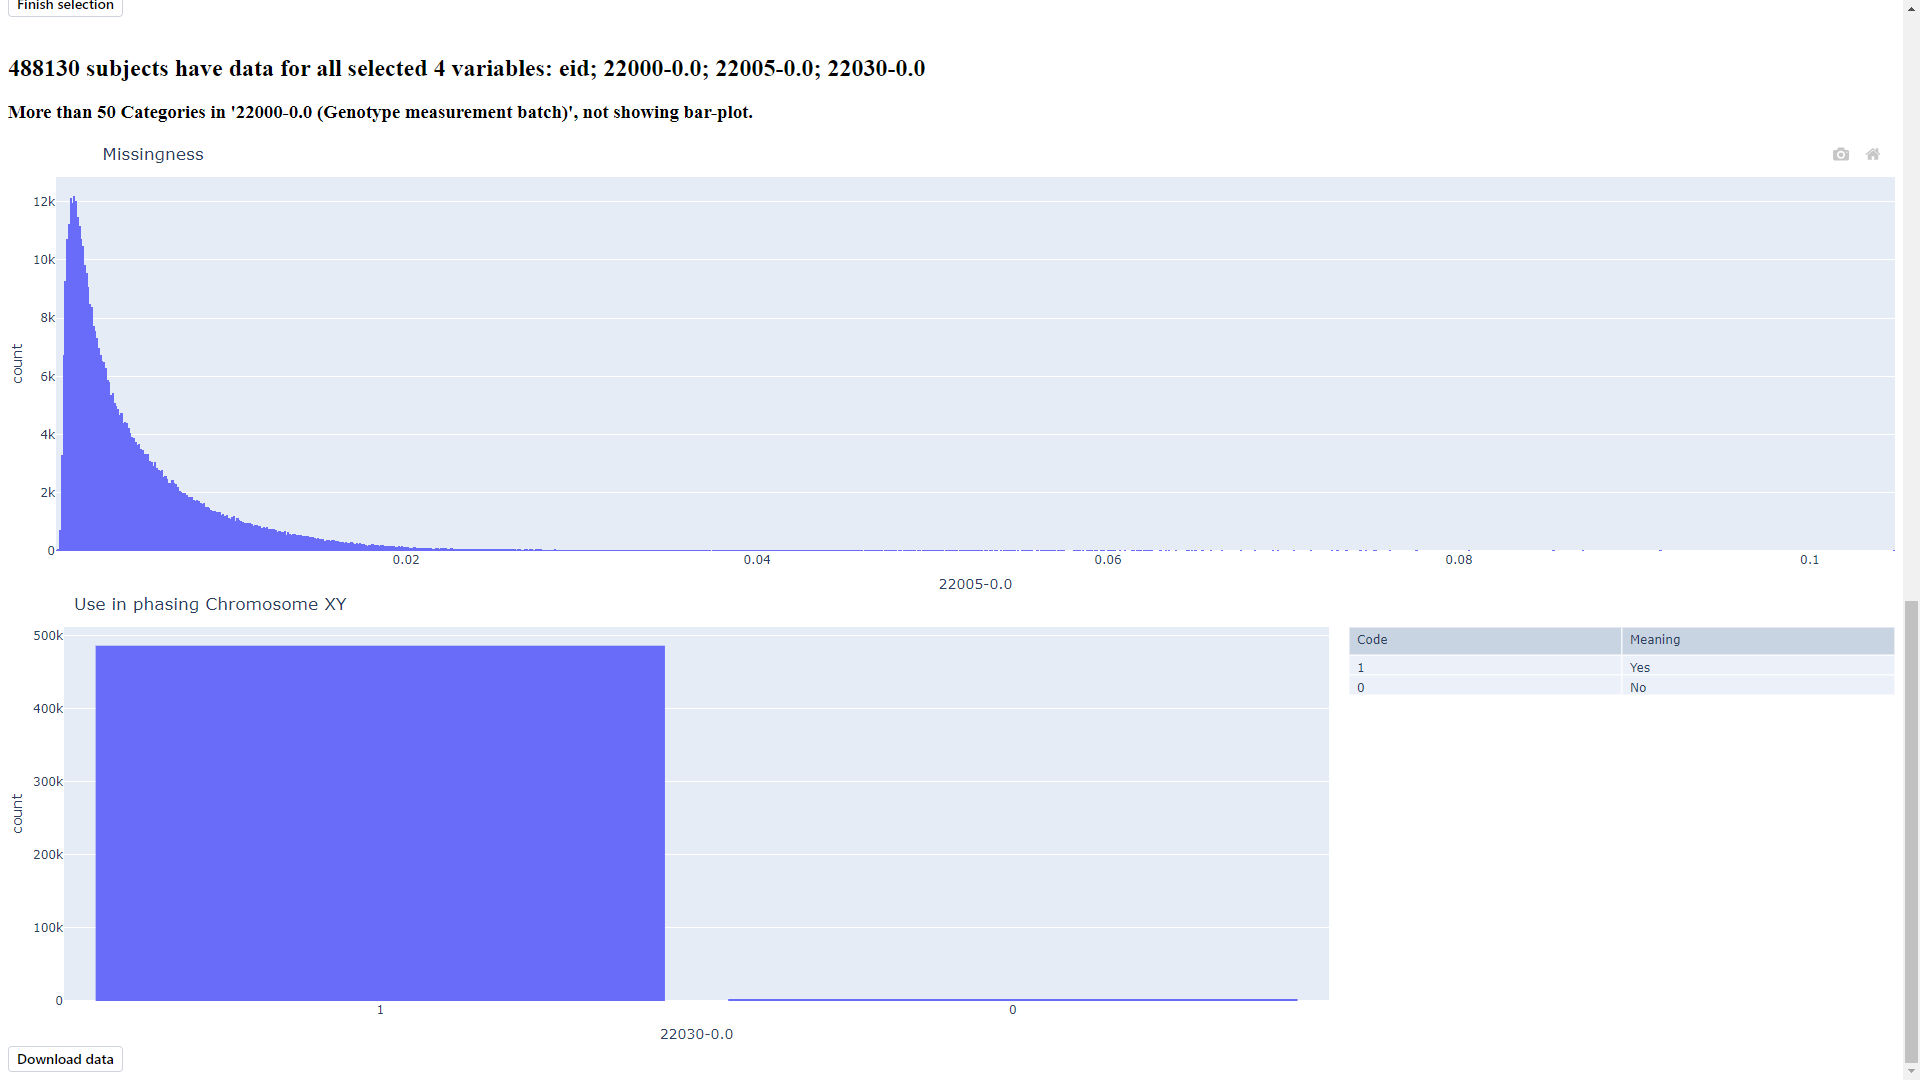 Finish selection
488130 subjects have data for all selected 4 variables: eid; 22000-0.0; 22005-0.0; 22030-0.0
More than 50 Categories in '22000-0.0 (Genotype measurement batch)', not showing bar-plot.
Missingness
12k
10k
8k
6k
4k
2k
0
count
0.02 0.04 0.06 0.08 0.1
22005-0.0
Use in phasing Chromosome XY
500k
400k
300k
200k
100k
0
count
1 0
22030-0.0
Code Meaning
1 Yes
0 No
Download data